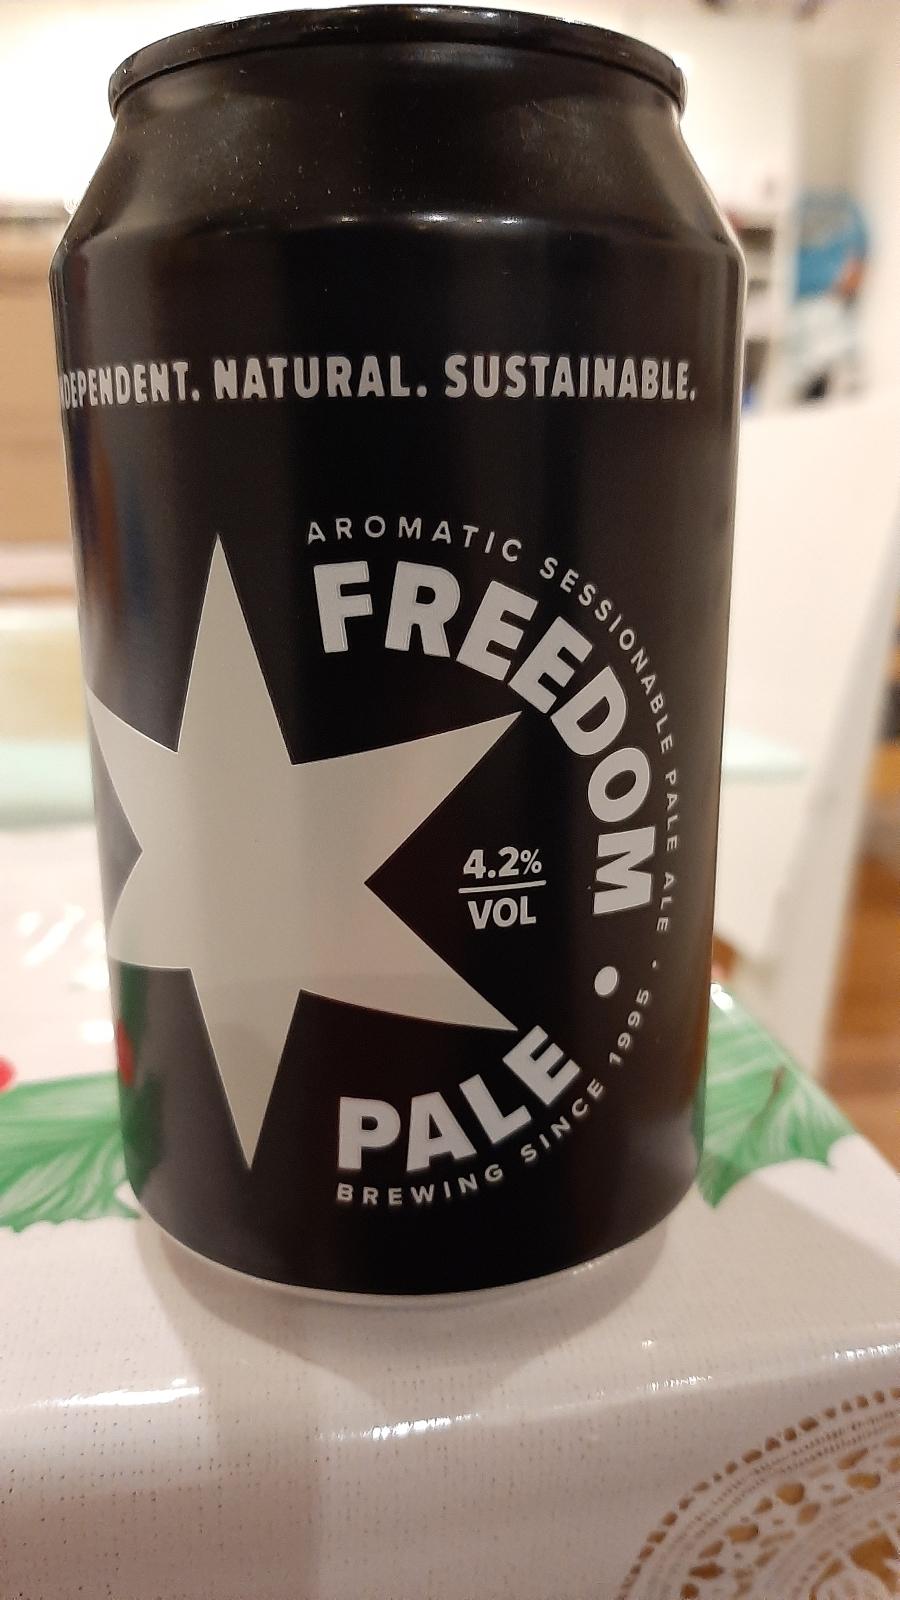 DEPENDENT. NATURAL. SUSTAINABLE.
AROMATIC SESSIONABLE PALE ALE •
FREEDOM •
4.2%
VOL
PALE
BREWING SINCE 1995